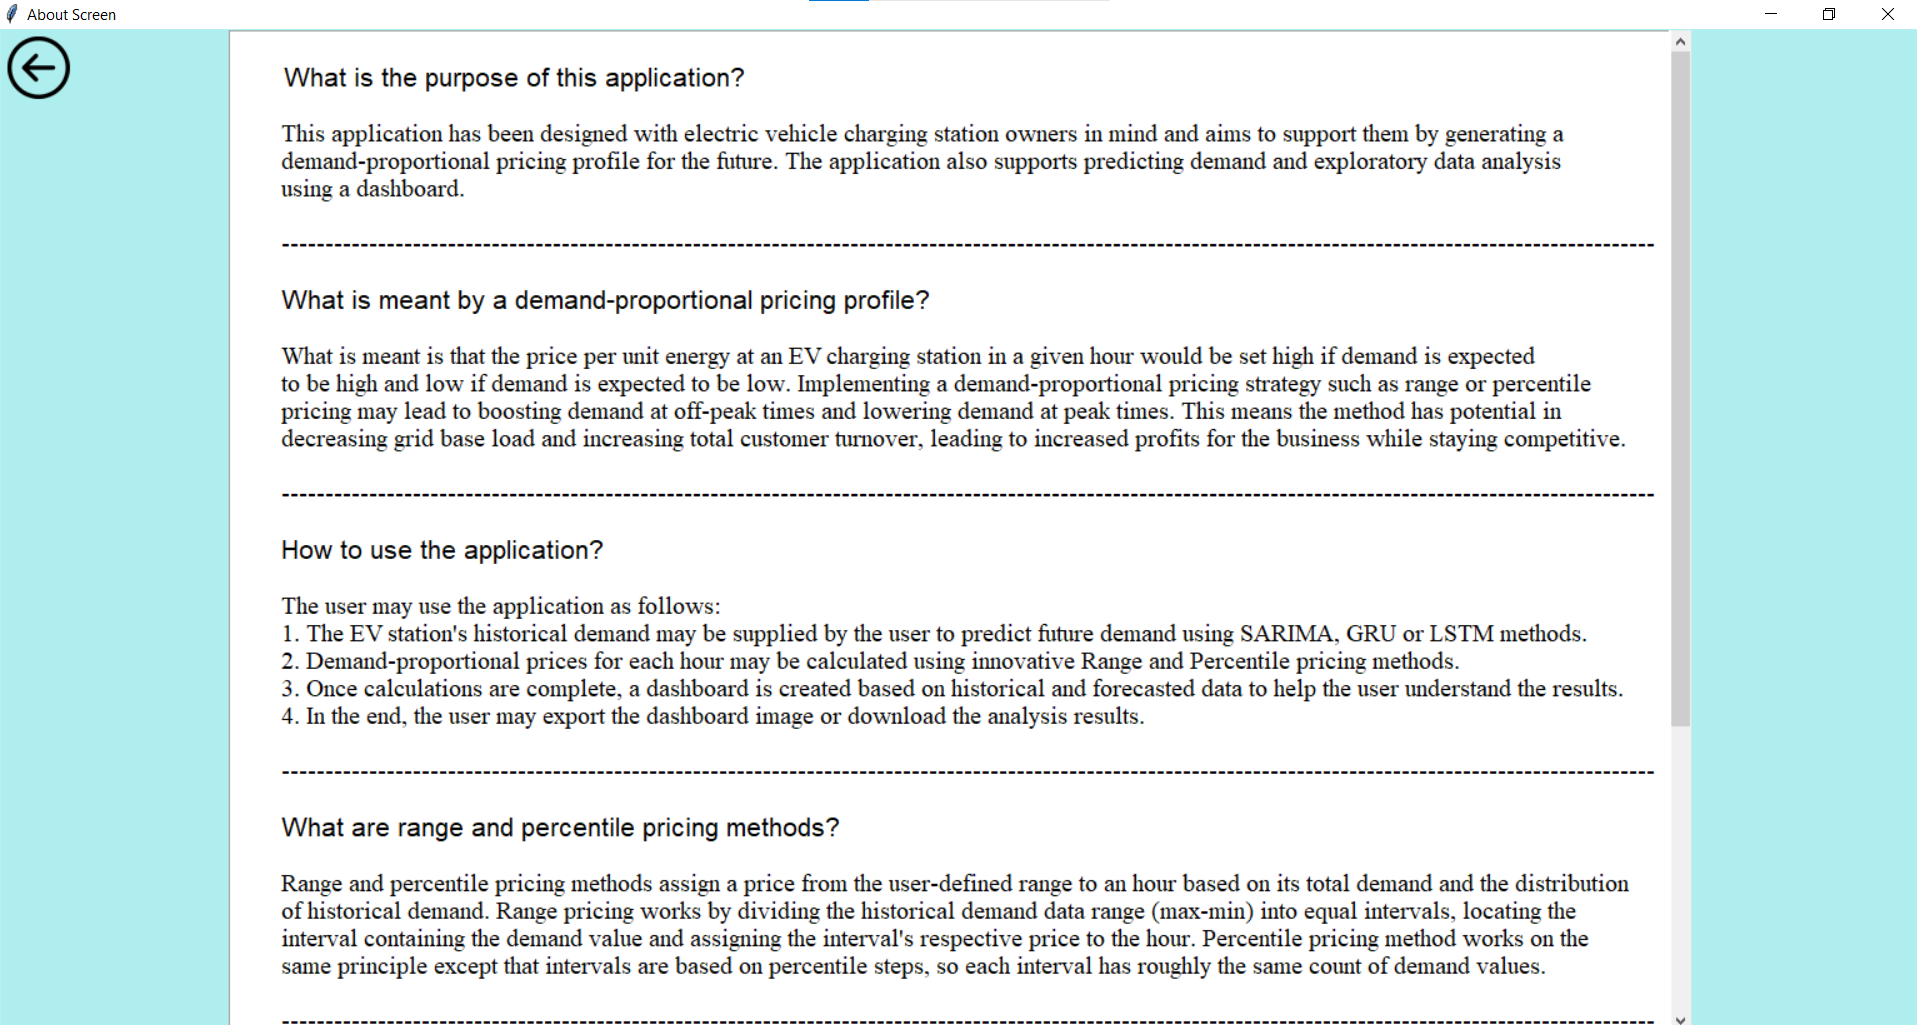 About Screen
What is the purpose of this application?
This application has been designed with electric vehicle charging station owners in mind and aims to support them by generating a
demand-proportional pricing profile for the future. The application also supports predicting demand and exploratory data analysis
using a dashboard.
--------------------------------------------------------------------------------------------------------------------------------------------------------------
What is meant by a demand-proportional pricing profile?
What is meant is that the price per unit energy at an EV charging station in a given hour would be set high if demand is expected
to be high and low if demand is expected to be low. Implementing a demand-proportional pricing strategy such as range or percentile
pricing may lead to boosting demand at off-peak times and lowering demand at peak times. This means the method has potential in
decreasing grid base load and increasing total customer turnover, leading to increased profits for the business while staying competitive.
--------------------------------------------------------------------------------------------------------------------------------------------------------------
How to use the application?
The user may use the application as follows:
1. The EV station's historical demand may be supplied by the user to predict future demand using SARIMA, GRU or LSTM methods.
2. Demand-proportional prices for each hour may be calculated using innovative Range and Percentile pricing methods.
3. Once calculations are complete, a dashboard is created based on historical and forecasted data to help the user understand the results.
4. In the end, the user may export the dashboard image or download the analysis results.
--------------------------------------------------------------------------------------------------------------------------------------------------------------
What are range and percentile pricing methods?
Range and percentile pricing methods assign a price from the user-defined range to an hour based on its total demand and the distribution
of historical demand. Range pricing works by dividing the historical demand data range (max-min) into equal intervals, locating the
interval containing the demand value and assigning the interval's respective price to the hour. Percentile pricing method works on the
same principle except that intervals are based on percentile steps, so each interval has roughly the same count of demand values.
--------------------------------------------------------------------------------------------------------------------------------------------------------------